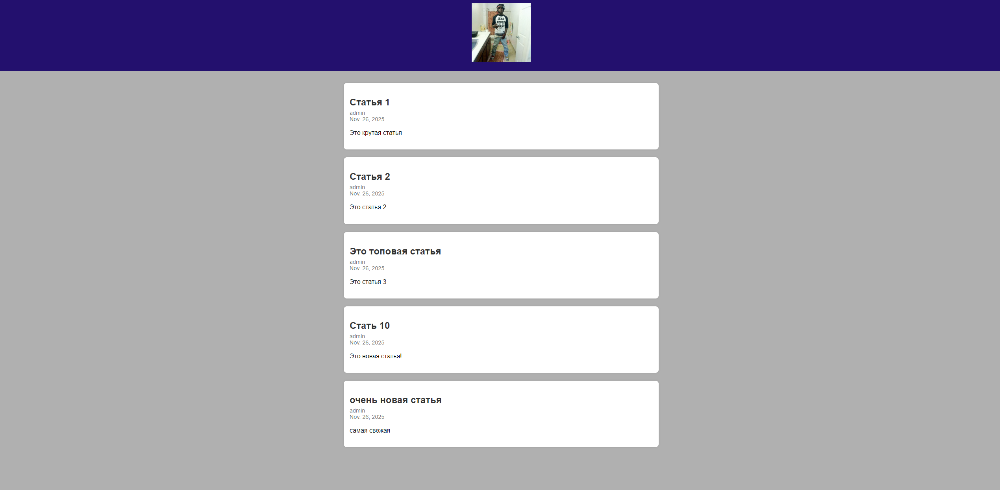 LEAD
NEVER
FOLLOW
Статья 1
admin
Nov. 26, 2025
Это крутая статья
Статья 2
admin
Nov. 26, 2025
Это статья 2
Это топовая статья
admin
Nov. 26, 2025
Это статья 3
Стать 10
admin
Nov. 26, 2025
Это новая статья!
очень новая статья
admin
Nov. 26, 2025
самая свежая